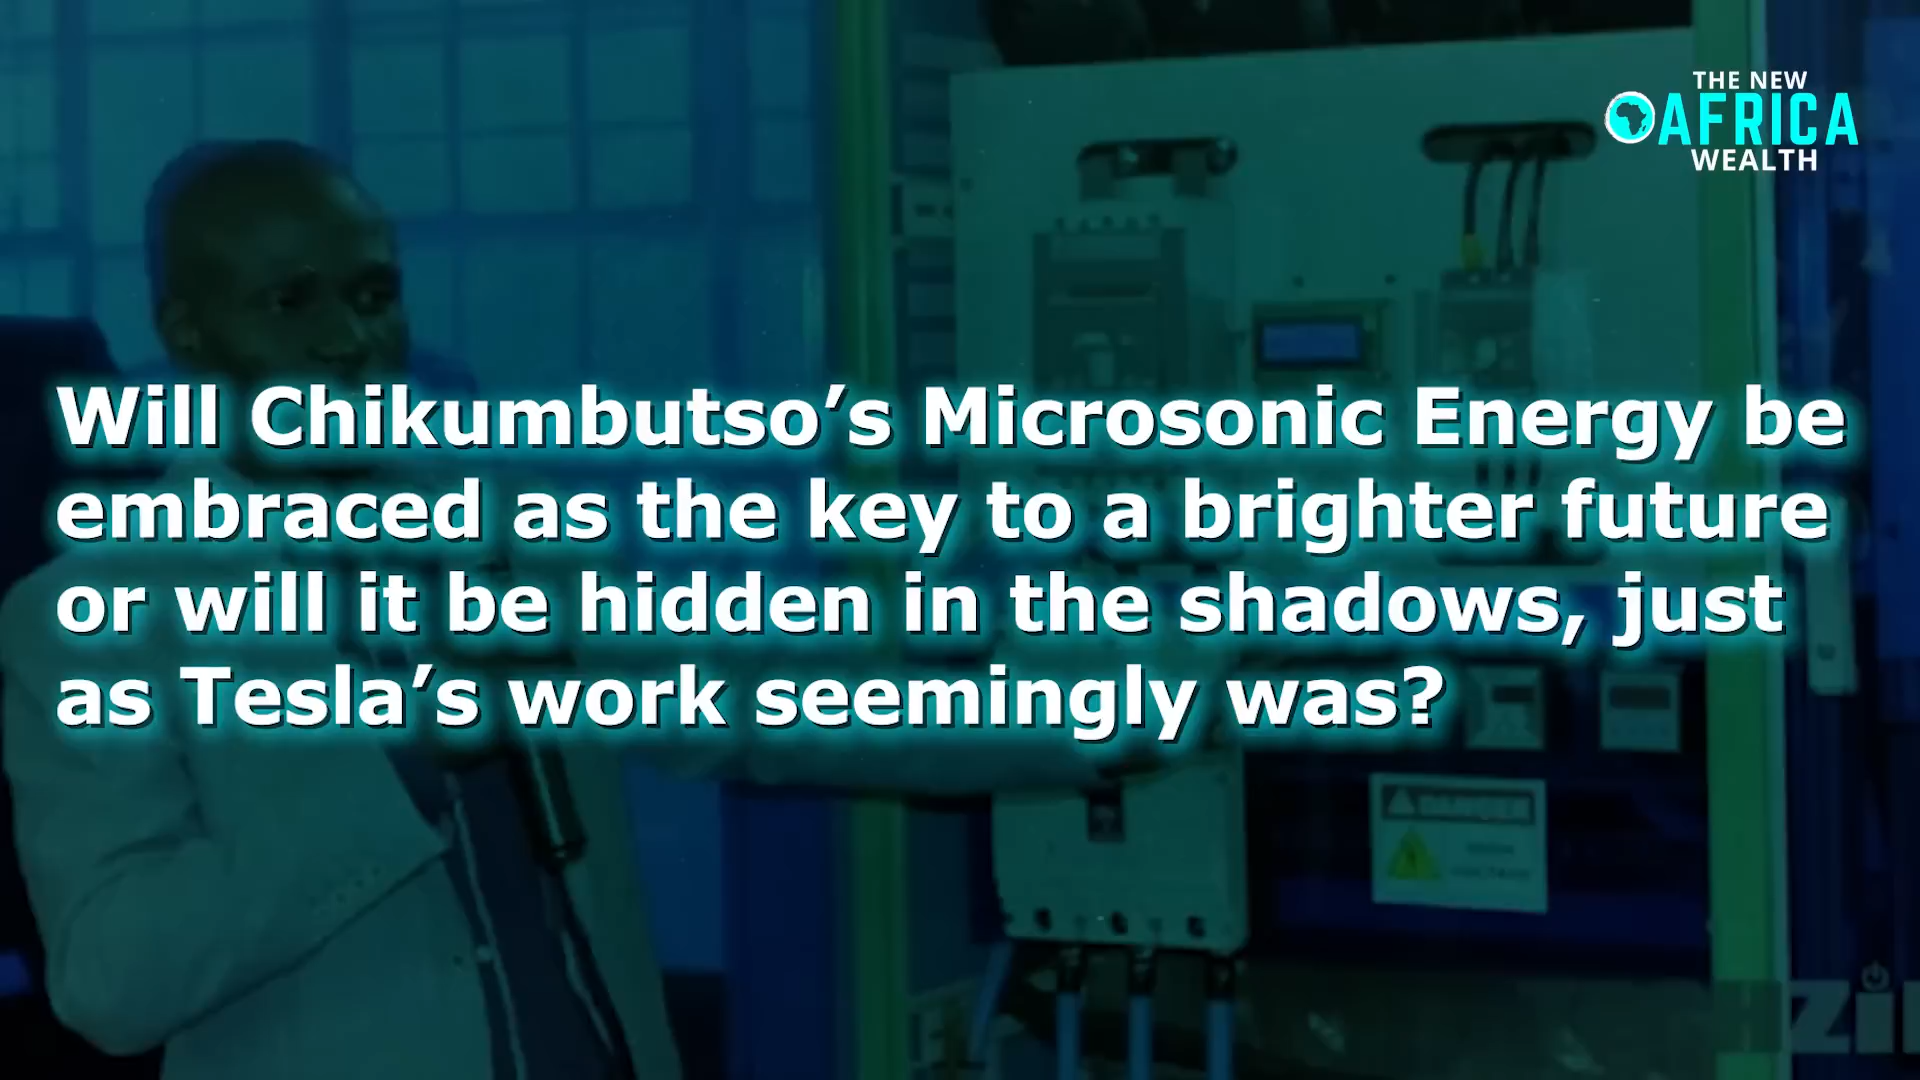 THE NEW
AFRICA
WEALTH
Will Chikumbutso’s Microsonic Energy be
embraced as the key to a brighter future
or will it be hidden in the shadows, just
as Tesla’s work seemingly was?
DANGER